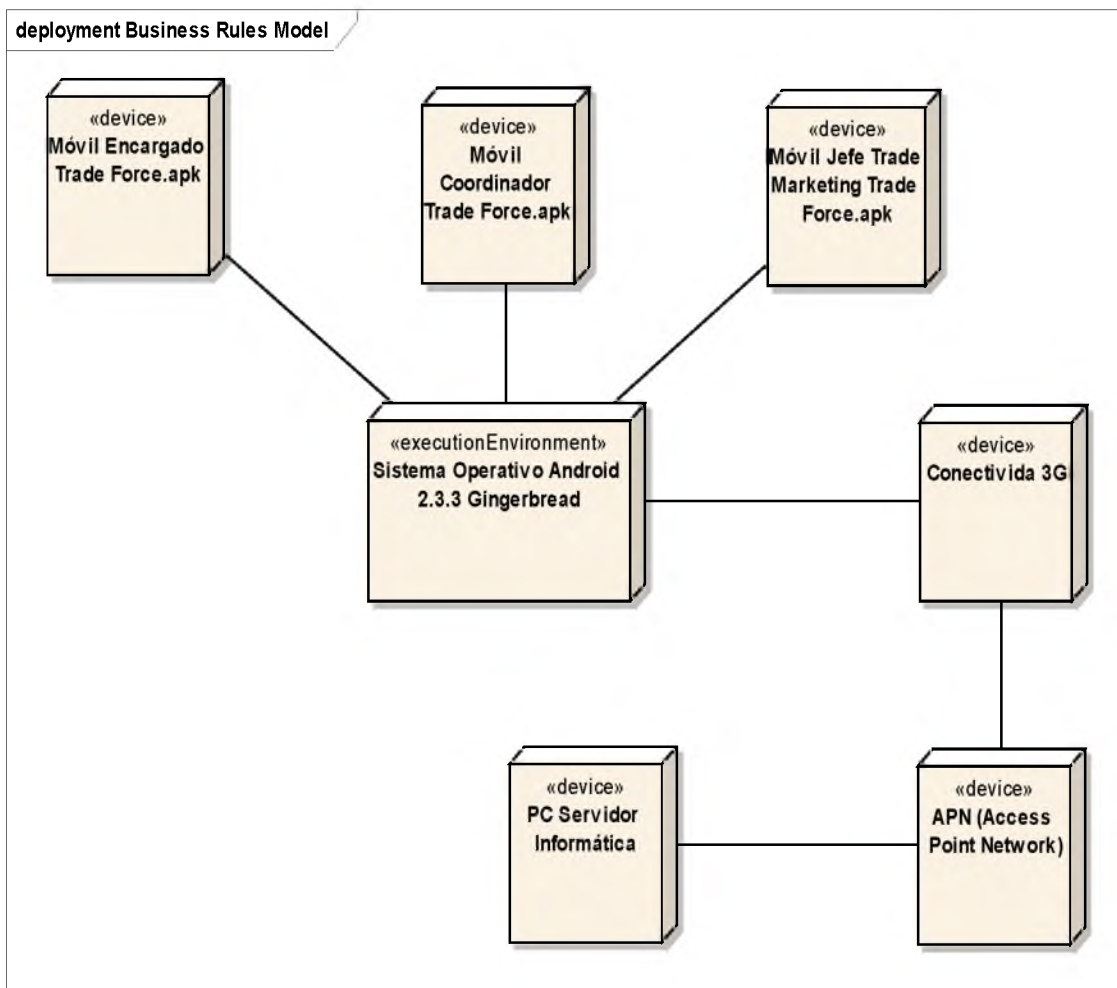 deployment Business Rules Model
«device»
Móvil Encargado
Trade Force.apk
«device»
Móvil
Coordinador
Trade Force.apk
«device»
Móvil Jefe Trade
Marketing Trade
Force.apk
«executionEnvironment»
Sistema Operativo Android
2.3.3 Gingerbread
«device»
Conectivida 3G
«device»
PC Servidor
Informática
«device»
APN (Access
Point Network)